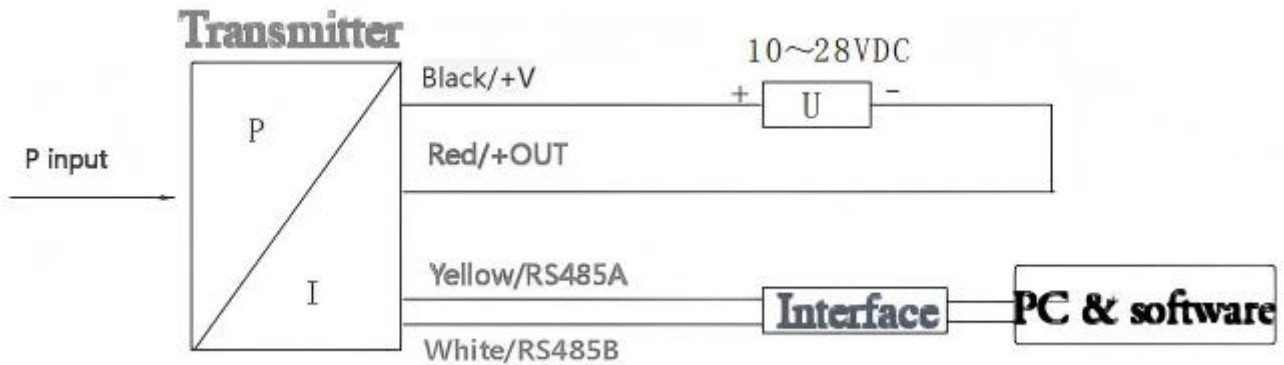 Transmitter
10～28VDC
Black/+V
+ U -
P
Red/+OUT
P input
Yellow/RS485A
I
Interface
PC & software
White/RS485B